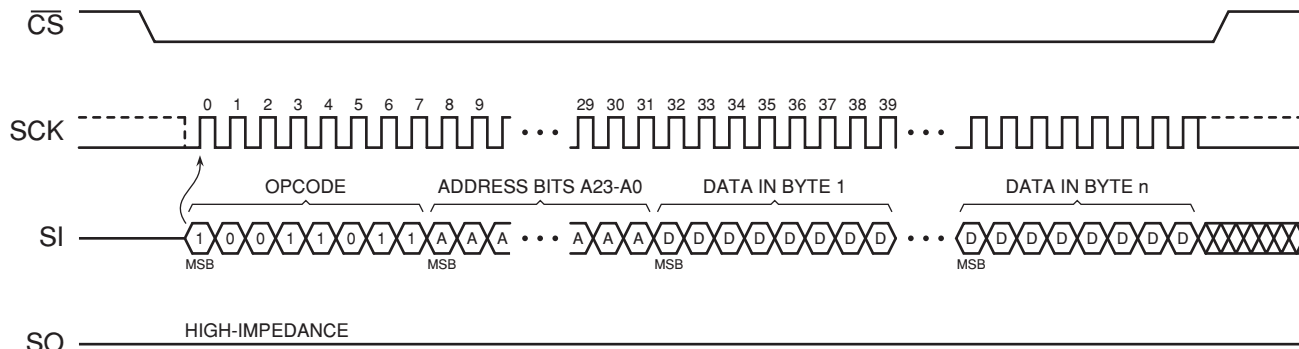 CS
SCK
0 1 2 3 4 5 6 7 8 9 29 30 31 32 33 34 35 36 37 38 39
OPCODE ADDRESS BITS A23-A0 DATA IN BYTE 1 DATA IN BYTE n
SI
1 0 0 1 1 0 1 1 A A A A A A D D D D D D D D D D D D D D D D
MSB MSB MSB MSB
SO
HIGH-IMPEDANCE